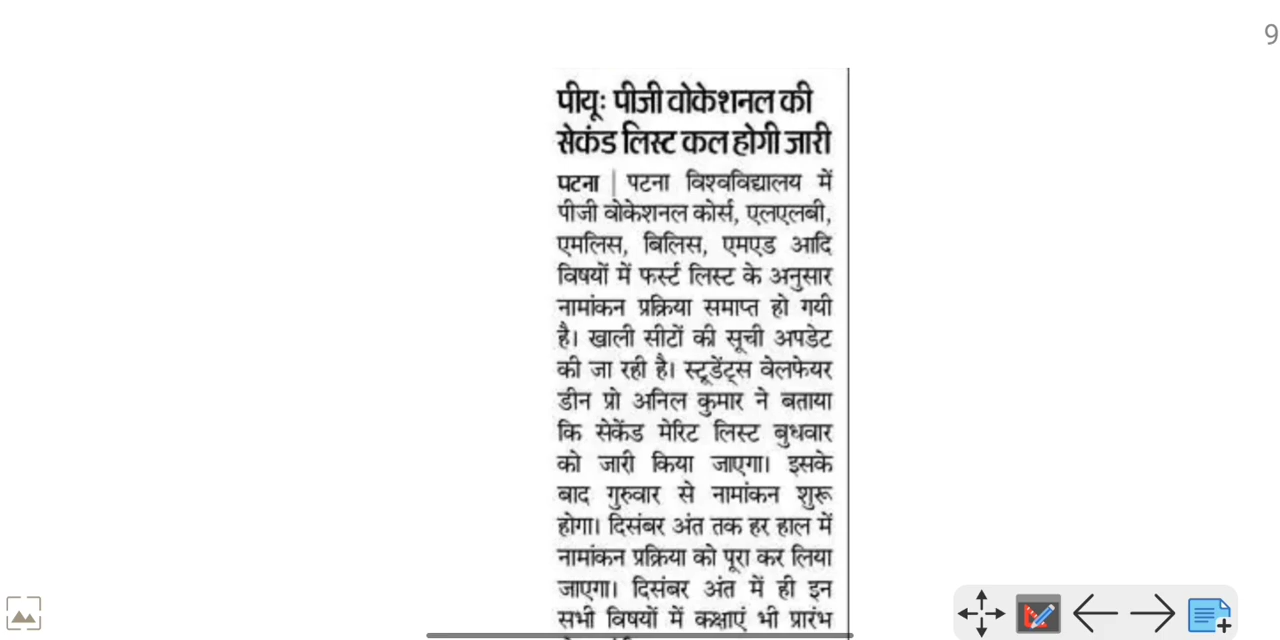 9
पीयूः पीजी वोकेशनल की
सेकंड लिस्ट कल होगी जारी
पटना | पटना विश्वविद्यालय में
पीजी वोकेशनल कोर्स, एलएलबी,
एमलिस, बिलिस, एमएड आदि
विषयों में फर्स्ट लिस्ट के अनुसार
नामांकन प्रक्रिया समाप्त हो गयी
है। खाली सीटों की सूची अपडेट
की जा रही है। स्टूडेंट्स वेलफेयर
डीन प्रो अनिल कुमार ने बताया
कि सेकेंड मेरिट लिस्ट बुधवार
को जारी किया जाएगा। इसके
बाद गुरुवार से नामांकन शुरू
होगा। दिसंबर अंत तक हर हाल में
नामांकन प्रक्रिया को पूरा कर लिया
जाएगा। दिसंबर अंत में ही इन
सभी विषयों में कक्षाएं भी प्रारंभ